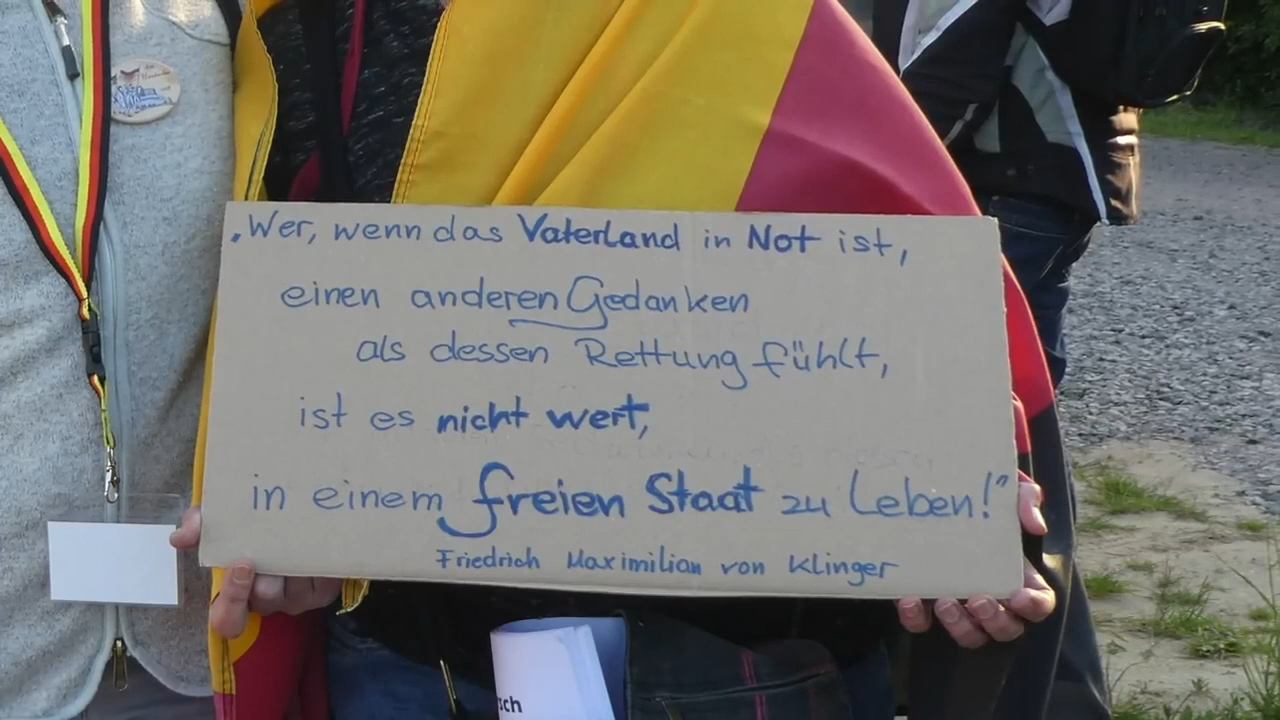 „Wer, wenn das Vaterland in Not ist,
einen anderen Gedanken
als dessen Rettung fühlt,
ist es nicht wert,
in einem freien Staat zu leben!"
Friedrich Maximilian von Klinger
sch